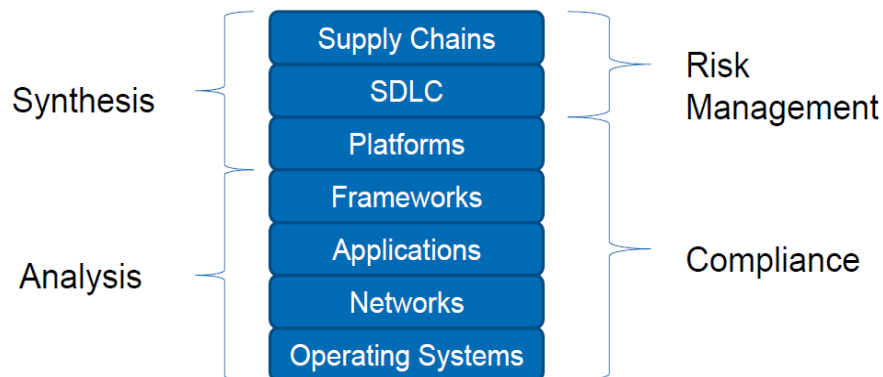 Synthesis
Analysis
Supply Chains
SDLC
Platforms
Frameworks
Applications
Networks
Operating Systems
Risk
Management
Compliance